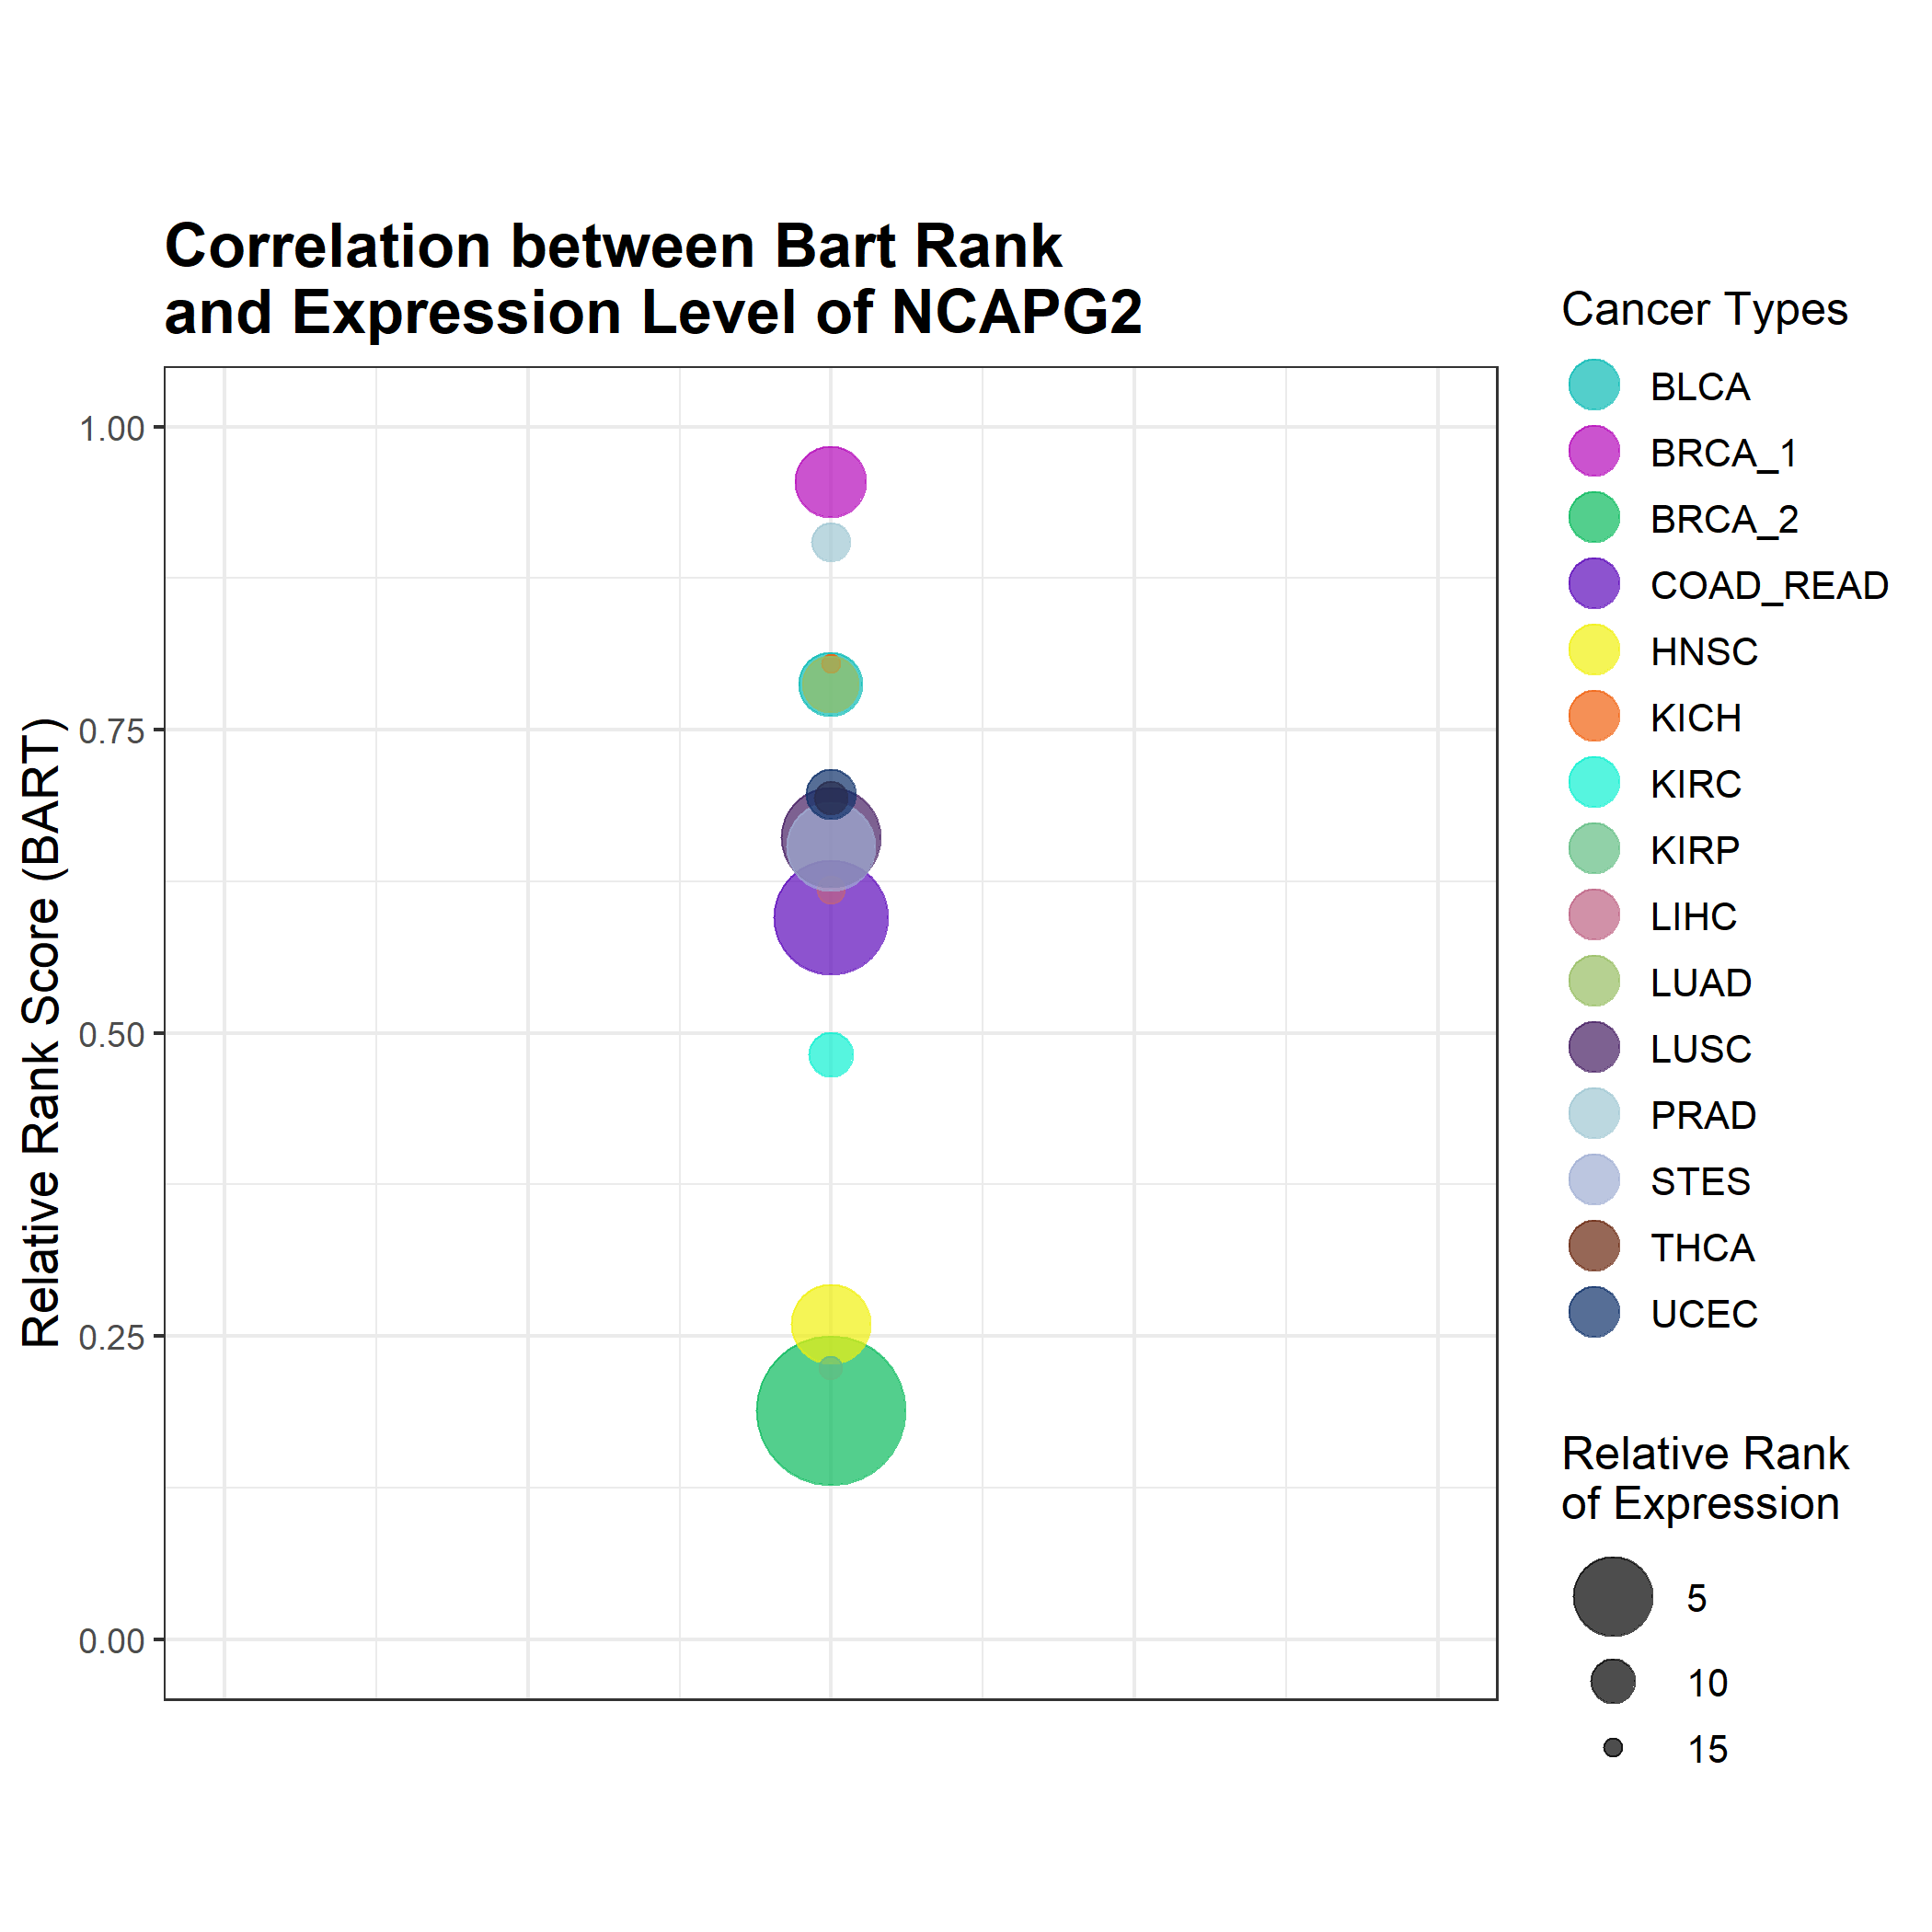 Correlation between Bart Rank
and Expression Level of NCAPG2
Relative Rank Score (BART)
1.00
0.75
0.50
0.25
0.00
Cancer Types
BLCA
BRCA_1
BRCA_2
COAD_READ
HNSC
KICH
KIRC
KIRP
LIHC
LUAD
LUSC
PRAD
STES
THCA
UCEC
Relative Rank
of Expression
5
10
15